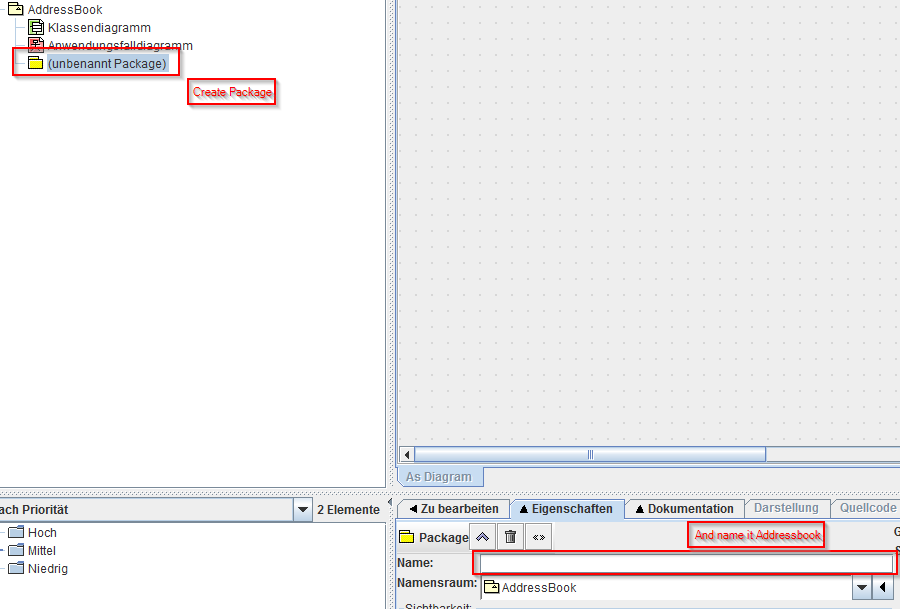 AddressBook
Klassendiagramm
Anwendungsfalldiagramm
(unbenannt Package)
Create Package
As Diagram
ach Priorität
2 Elemente
Hoch
Mittel
Niedrig
Zu bearbeiten
Eigenschaften
Dokumentation
Darstellung
Quellcode
Package
And name it Addressbook
Name:
Namensraum:
AddressBook
Sichtbarkeit: